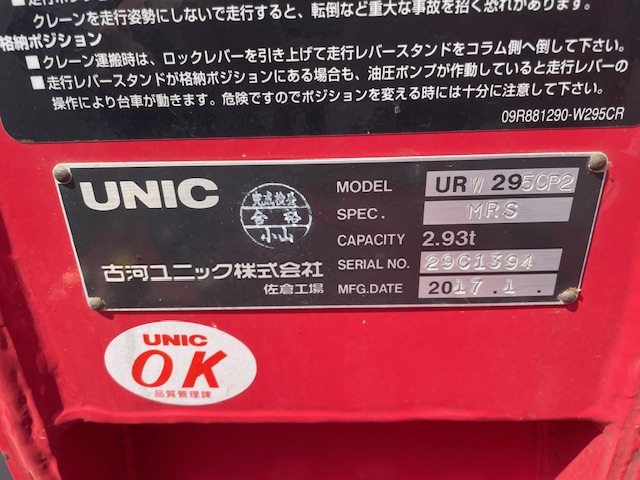 クレーンを走行姿勢にしないで走行すると、転倒など重大な事故を招く恐れがあります。
格納ポジション
■クレーン運搬時は、ロックレバーを引き上げて走行レバースタンドをコラム側へ倒して下さい。
■走行レバースタンドが格納ポジションにある場合も、油圧ポンプが作動していると走行レバーの
操作により台車が動きます。危険ですのでポジションを変える時には十分に注意して下さい。
09R881290-W295CR
UNIC
完成検査
合格
小山
古河ユニック株式会社
佐倉工場
MODEL URW295CP2
SPEC. MRS
CAPACITY 2.93t
SERIAL NO. 29C1394
MFG.DATE 2017.1.
UNIC
OK
品質管理課